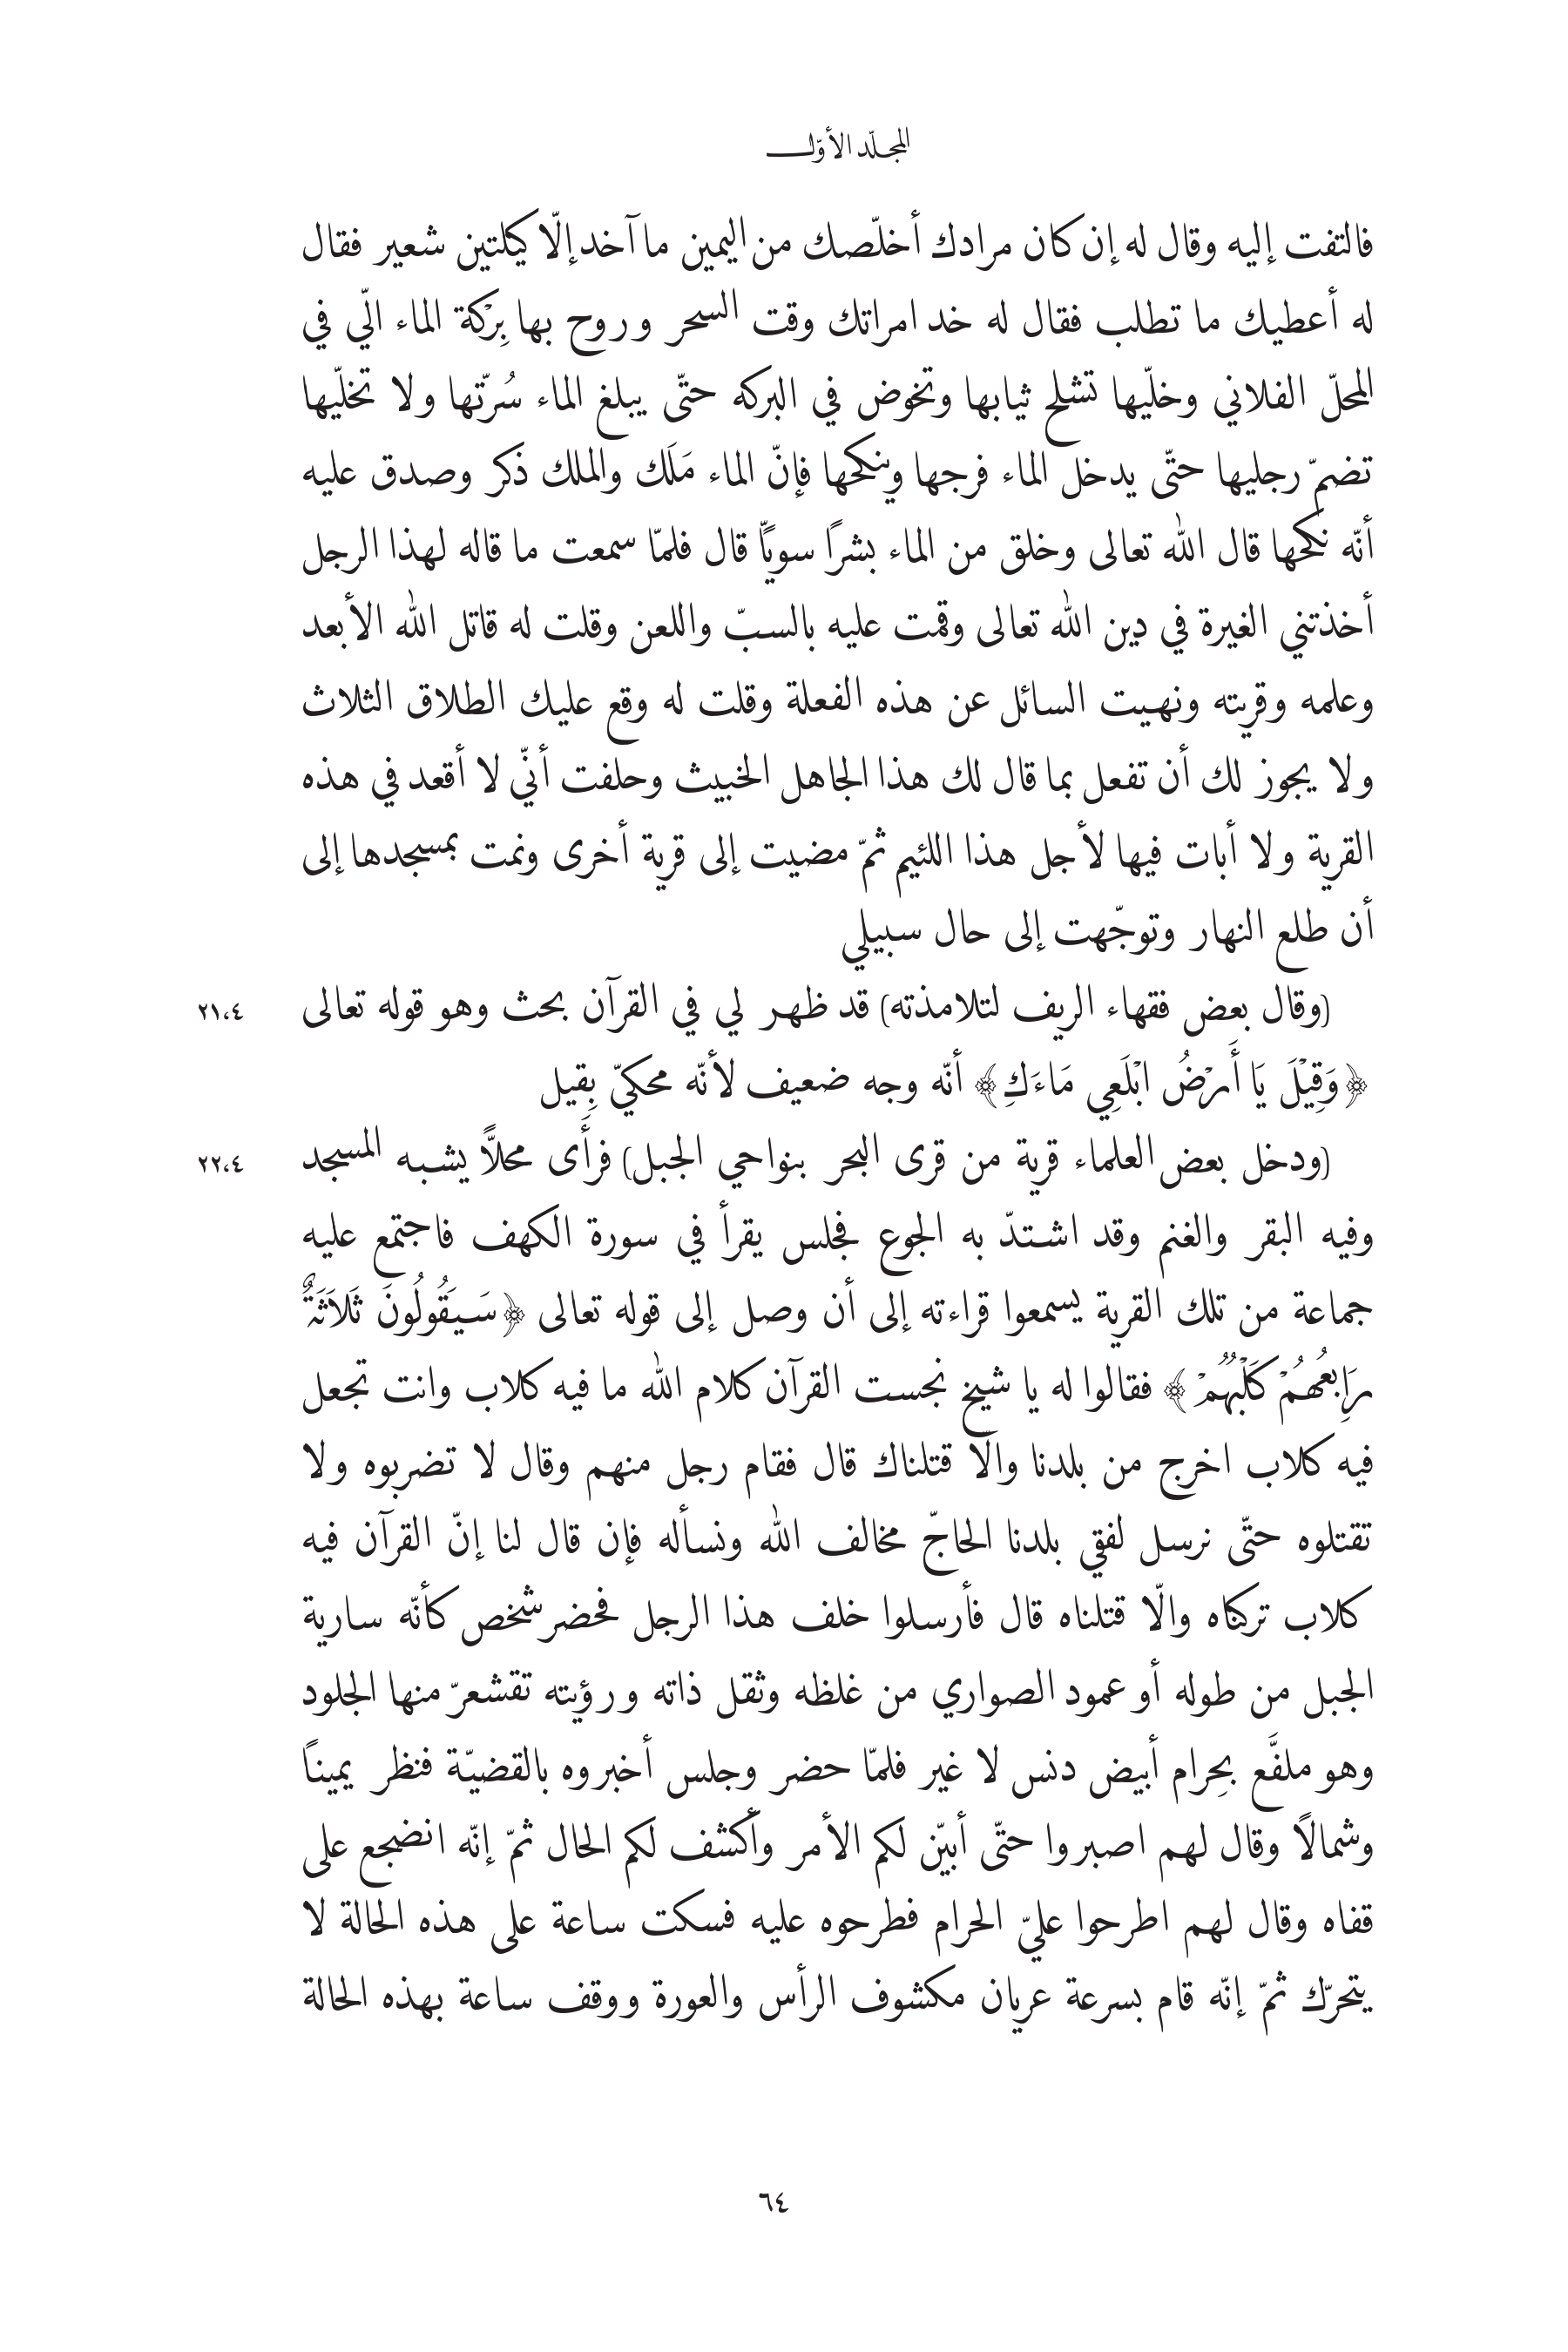 المجلّد الأوّل
فالتفت إليه وقال له إن كان مرادك أخلّصك من اليمين ما آخد إلّا كيلتين شعير فقال
له أعطيك ما تطلب فقال له خد امراتك وقت السحر وروح بها بِرْكة الماء الّي في
المحلّ الفلاني وخلّيها تشلح ثيابها وتخوض في البركه حتّى يبلغ الماء سُرّتها ولا تخلّيها
تضمّ رجليها حتّى يدخل الماء فرجها وينكحها فإنّ الماء مَلَك والملك ذكر وصدق عليه
أنّه نكحها قال الله تعالى وخلق من الماء بشرًا سويًّا قال فلمّا سمعت ما قاله لهذا الرجل
أخذتني الغيرة في دين الله تعالى وقمت عليه بالسبّ واللعن وقلت له قاتل الله الأبعد
وعلمه وقريته ونهيت السائل عن هذه الفعلة وقلت له وقع عليك الطلاق الثلاث
ولا يجوز لك أن تفعل بما قال لك هذا الجاهل الخبيث وحلفت أنّي لا أقعد في هذه
القرية ولا أبات فيها لأجل هذا اللئيم ثمّ مضيت إلى قرية أخرى ونمت بمسجدها إلى
أن طلع النهار وتوجّهت إلى حال سبيلي
(وقال بعض فقهاء الريف لتلامذته) قد ظهر لي في القرآن بحث وهو قوله تعالى ٢١،٤
﴿وَقِيْلَ يَا أَرْضُ ابْلَعِي مَاءَكِ﴾ أنّه وجه ضعيف لأنّه محكيّ بِقيل
(ودخل بعض العلماء قرية من قرى البحر بنواحي الجبل) فرأَى محلاًّ يشبه المسجد ٢٢،٤
وفيه البقر والغنم وقد اشتدّ به الجوع فجلس يقرأ في سورة الكهف فاجتمع عليه
جماعة من تلك القرية يسمعوا قراءته إلى أن وصل إلى قوله تعالى ﴿سَيَقُولُونَ ثَلاَثَةٌ
رَابِعُهُمْ كَلْبُهُمْ﴾ فقالوا له يا شيخ نجست القرآن كلام الله ما فيه كلاب وانت تجعل
فيه كلاب اخرج من بلدنا والّا قتلناك قال فقام رجل منهم وقال لا تضربوه ولا
تقتلوه حتّى نرسل لفقي بلدنا الحاجّ مخالف الله ونسأله فإن قال لنا إنّ القرآن فيه
كلاب تركناه والّا قتلناه قال فأرسلوا خلف هذا الرجل فحضر شخص كأنّه سارية
الجبل من طوله أو عمود الصواري من غلظه وثقل ذاته ورؤيته تقشعرّ منها الجلود
وهو ملفَّع بحِرام أبيض دنس لا غير فلمّا حضر وجلس أخبروه بالقضيّة فنظر يمينًا
وشمالًا وقال لهم اصبروا حتّى أبيّن لكم الأمر وأكشف لكم الحال ثمّ إنّه انضجع على
قفاه وقال لهم اطرحوا عليّ الحرام فطرحوه عليه فسكت ساعة على هذه الحالة لا
يتحرّك ثمّ إنّه قام بسرعة عريان مكشوف الرأس والعورة ووقف ساعة بهذه الحالة
٦٤